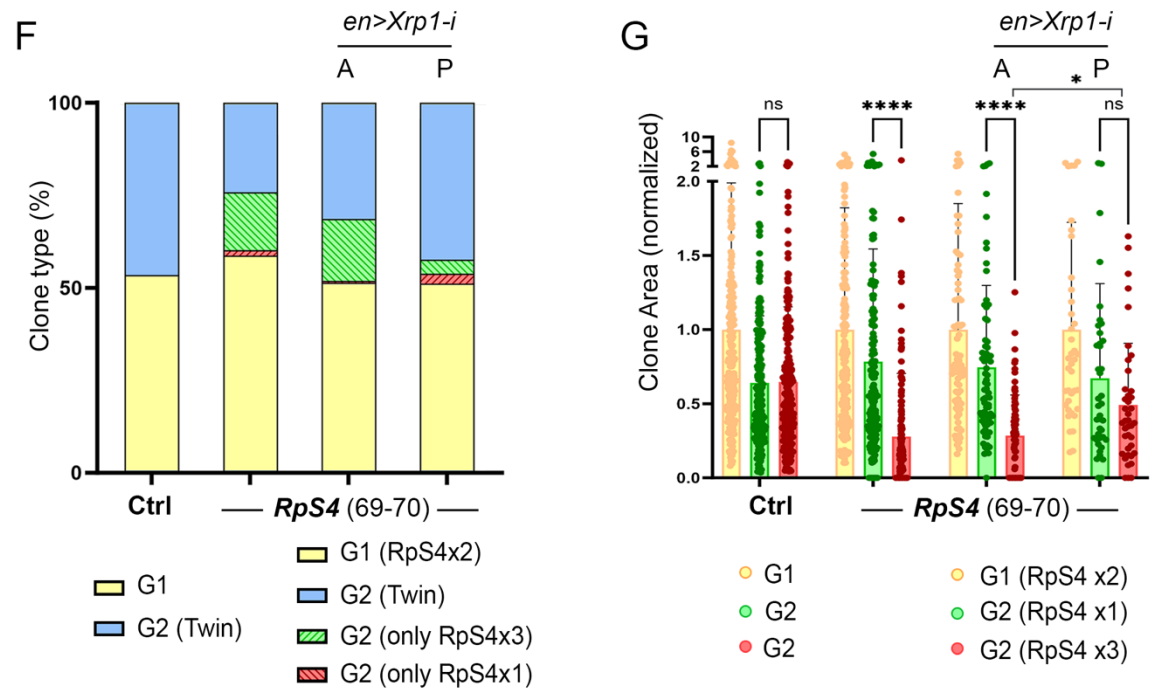 F
en>Xrp1-i
A P
Clone type (%)
100
50
0
Ctrl
RpS4 (69-70)
G1
G2 (Twin)
G1 (RpS4x2)
G2 (Twin)
G2 (only RpS4x3)
G2 (only RpS4x1)
G
en>Xrp1-i
A P
*
ns **** **** ns
Clone Area (normalized)
10
6
2
2.0
1.5
1.0
0.5
0.0
Ctrl
RpS4 (69-70)
G1
G2
G2
G1 (RpS4 x2)
G2 (RpS4 x1)
G2 (RpS4 x3)